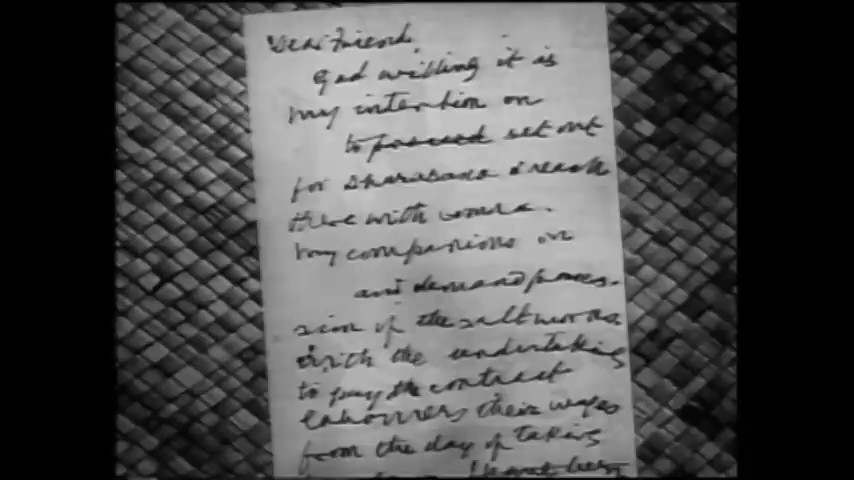 Dear Friend,
God willing it is
my intention on
to proceed set out
for Dharasana & reach
there with
my companions on
and demand posses-
sion of the salt works
with the undertaking
to pay the contract
labourers their wages
from the day of taking